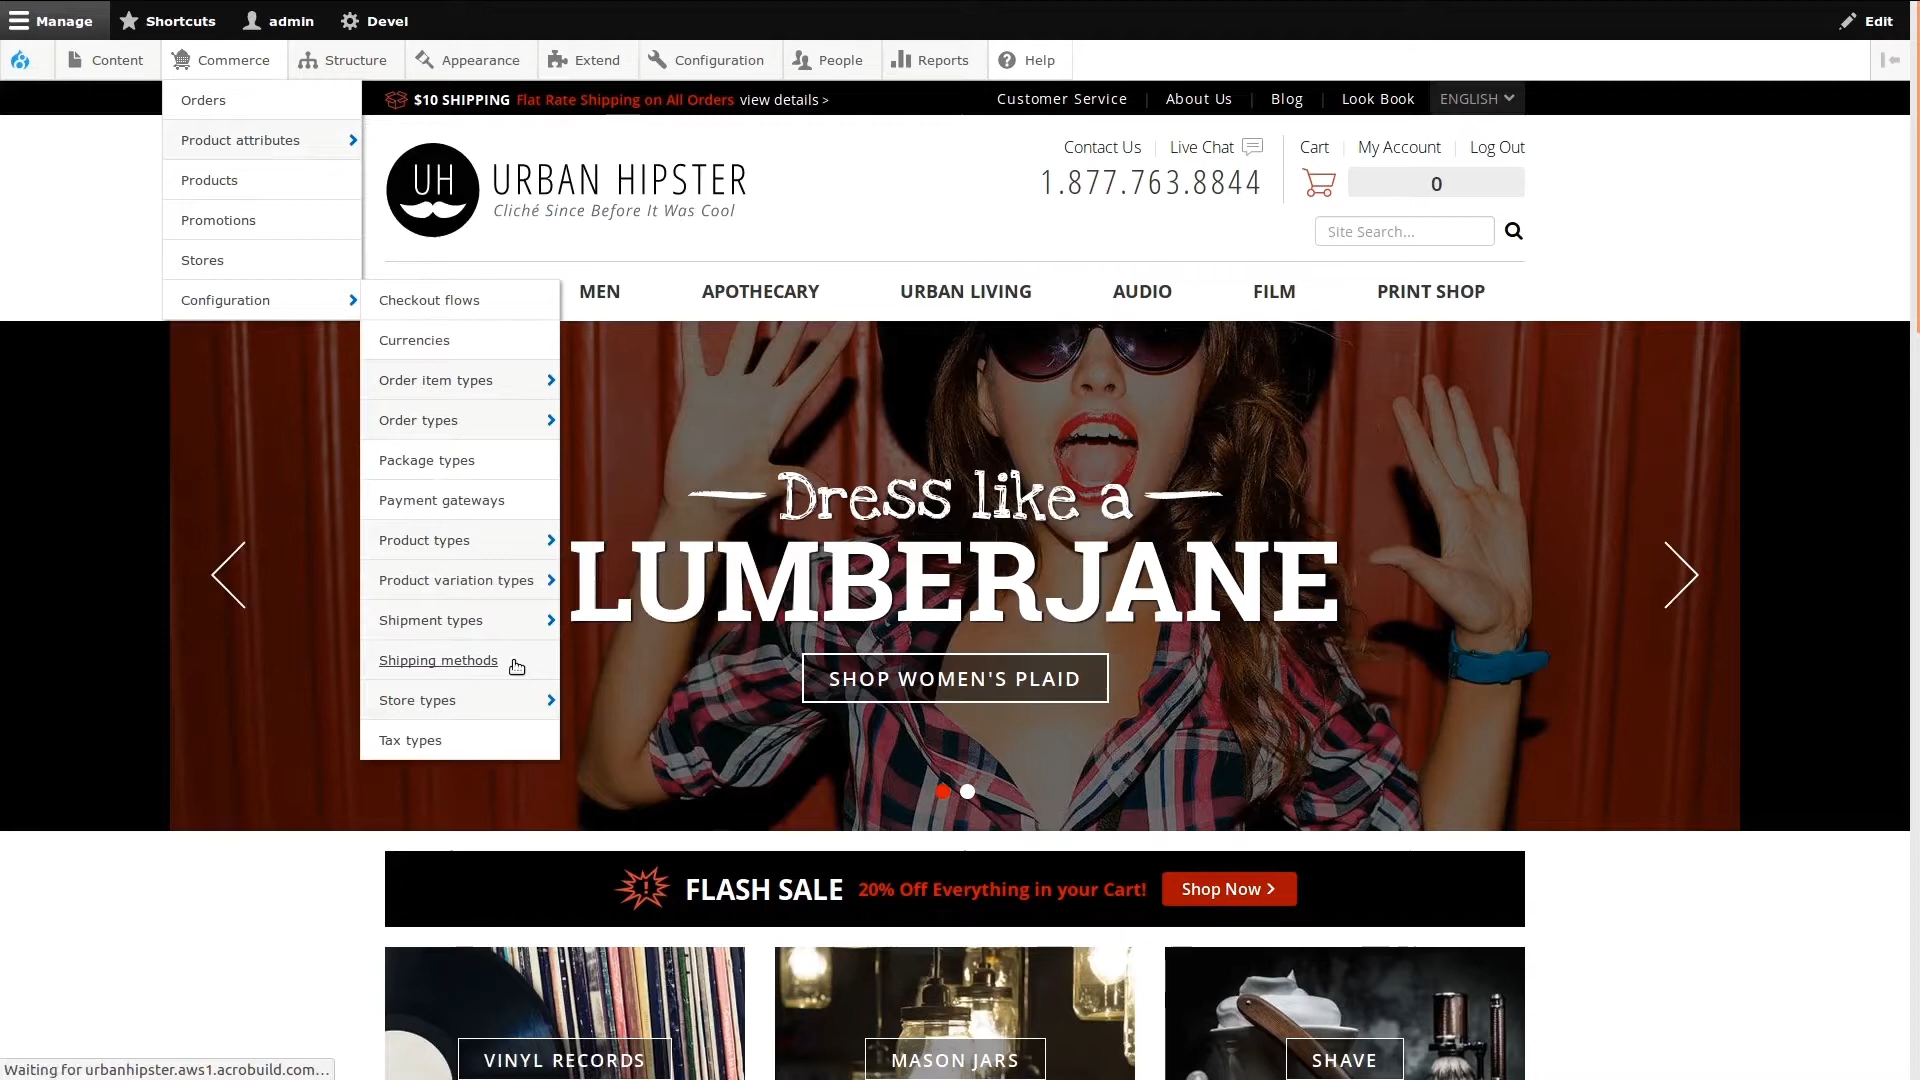 Manage Shortcuts admin Devel Edit
Content Commerce Structure Appearance Extend Configuration People Reports Help
Orders
Product attributes
Products
Promotions
Stores
Configuration
Checkout flows
Currencies
Order item types
Order types
Package types
Payment gateways
Product types
Product variation types
Shipment types
Shipping methods
Store types
Tax types
$10 SHIPPING Flat Rate Shipping on All Orders view details >
Customer Service | About Us | Blog | Look Book ENGLISH
UH URBAN HIPSTER
Cliché Since Before It Was Cool
Contact Us Live Chat Cart My Account Log Out
1.877.763.8844 0
Site Search...
MEN APOTHECARY URBAN LIVING AUDIO FILM PRINT SHOP
Dress like a
LUMBERJANE
SHOP WOMEN'S PLAID
FLASH SALE 20% Off Everything in your Cart! Shop Now >
VINYL RECORDS MASON JARS SHAVE
Waiting for urbanhipster.aws1.acrobuild.com...